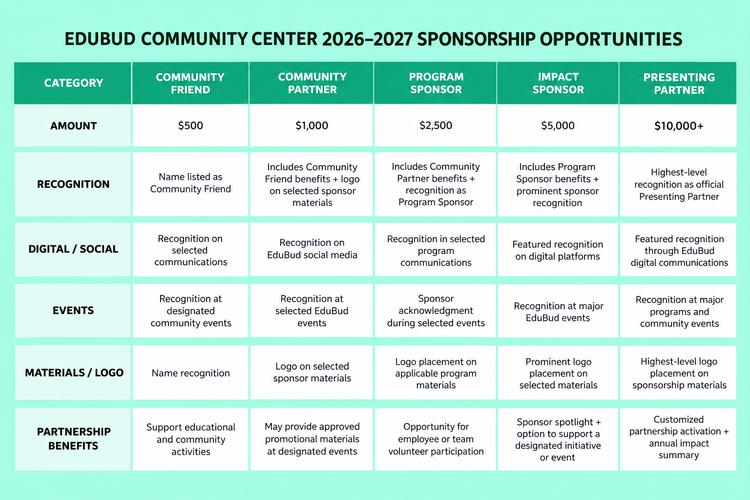 EDUBUD COMMUNITY CENTER 2026–2027 SPONSORSHIP OPPORTUNITIES
CATEGORY
COMMUNITY
FRIEND
COMMUNITY
PARTNER
PROGRAM
SPONSOR
IMPACT
SPONSOR
PRESENTING
PARTNER
AMOUNT
$500
$1,000
$2,500
$5,000
$10,000+
RECOGNITION
Name listed as
Community Friend
Includes Community
Friend benefits + logo
on selected sponsor
materials
Includes Community
Partner benefits +
recognition as
Program Sponsor
Includes Program
Sponsor benefits +
prominent sponsor
recognition
Highest-level
recognition as official
Presenting Partner
DIGITAL / SOCIAL
Recognition on
selected
communications
Recognition on
EduBud social media
Recognition in selected
program
communications
Featured recognition
on digital platforms
Featured recognition
through EduBud
digital communications
EVENTS
Recognition at
designated
community events
Recognition at
selected EduBud
events
Sponsor
acknowledgment
during selected events
Recognition at major
EduBud events
Recognition at major
programs and
community events
MATERIALS / LOGO
Name recognition
Logo on selected
sponsor materials
Logo placement on
applicable program
materials
Prominent logo
placement on
selected materials
Highest-level logo
placement on
sponsorship materials
PARTNERSHIP
BENEFITS
Support educational
and community
activities
May provide approved
promotional materials
at designated events
Opportunity for
employee or team
volunteer participation
Sponsor spotlight +
option to support a
designated initiative
or event
Customized
partnership activation +
annual impact
summary